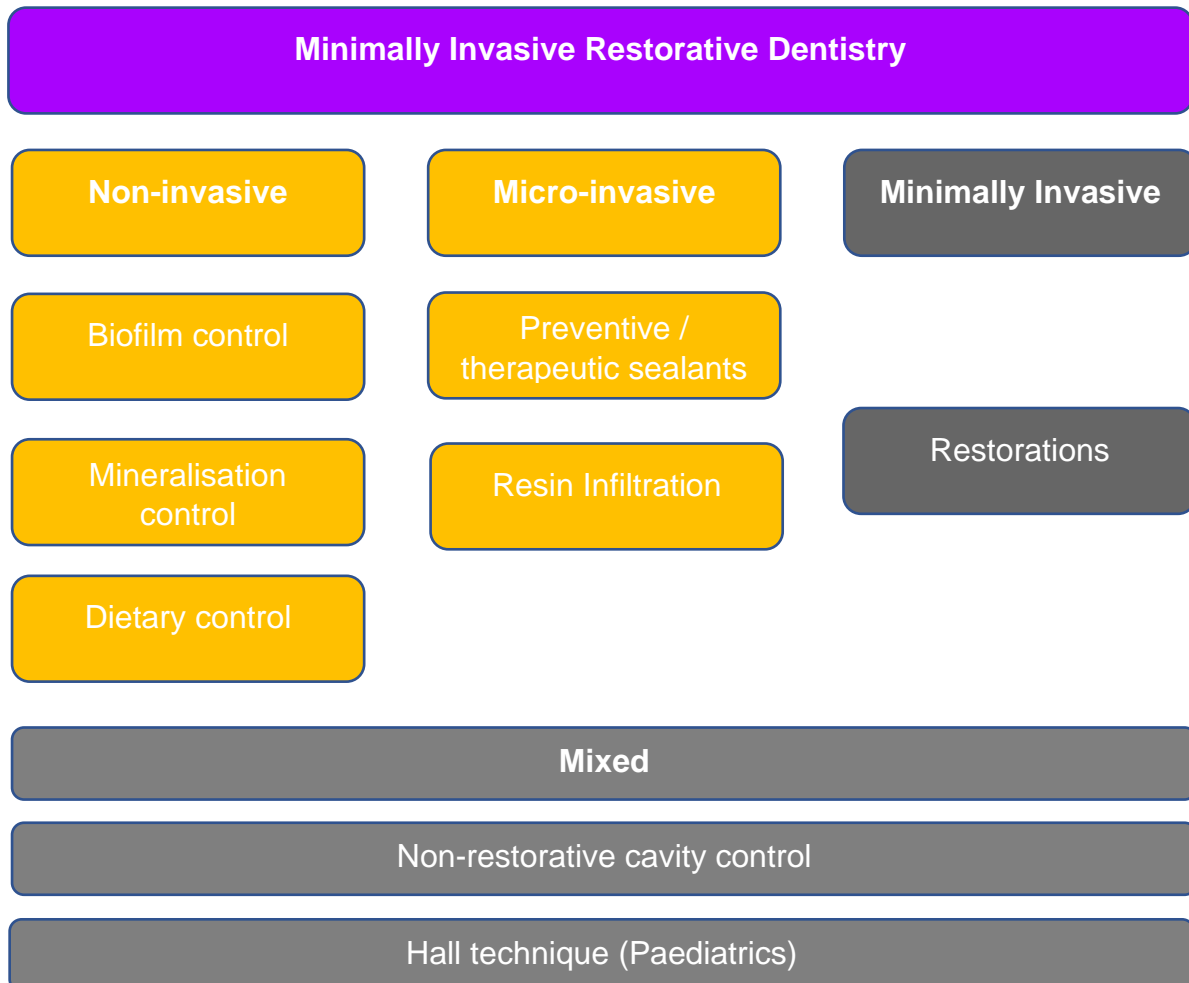 Minimally Invasive Restorative Dentistry
Non-invasive
Micro-invasive
Minimally Invasive
Biofilm control
Preventive /
therapeutic sealants
Restorations
Mineralisation
control
Resin Infiltration
Dietary control
Mixed
Non-restorative cavity control
Hall technique (Paediatrics)